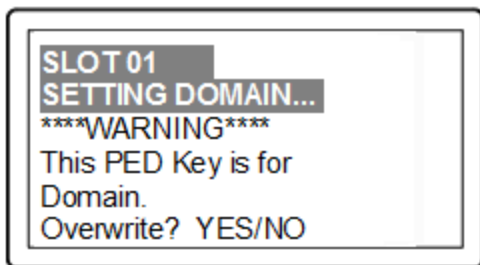 SLOT 01
SETTING DOMAIN...
****WARNING****
This PED Key is for
Domain.
Overwrite? YES/NO